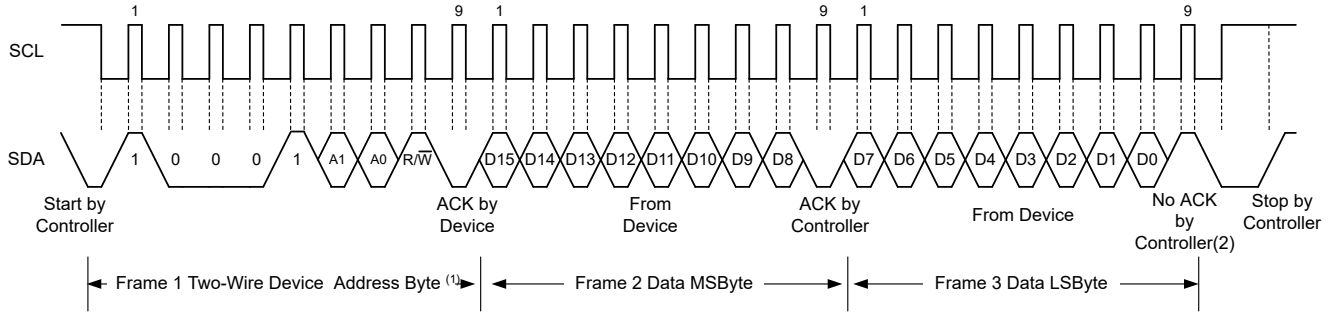 1 9 1 9 1 9
SCL
SDA
1 0 0 0 1 A1 A0 R/W̅ D15 D14 D13 D12 D11 D10 D9 D8 D7 D6 D5 D4 D3 D2 D1 D0
Start by
Controller
ACK by
Device
From
Device
ACK by
Controller
From Device
No ACK
by
Controller(2)
Stop by
Controller
Frame 1 Two-Wire Device Address Byte (1)
Frame 2 Data MSByte
Frame 3 Data LSByte